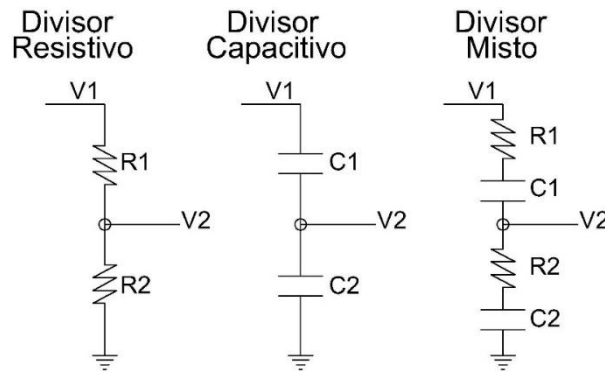 Divisor
Resistivo
V1
R1
V2
R2
Divisor
Capacitivo
V1
C1
V2
C2
Divisor
Misto
V1
R1
C1
V2
R2
C2